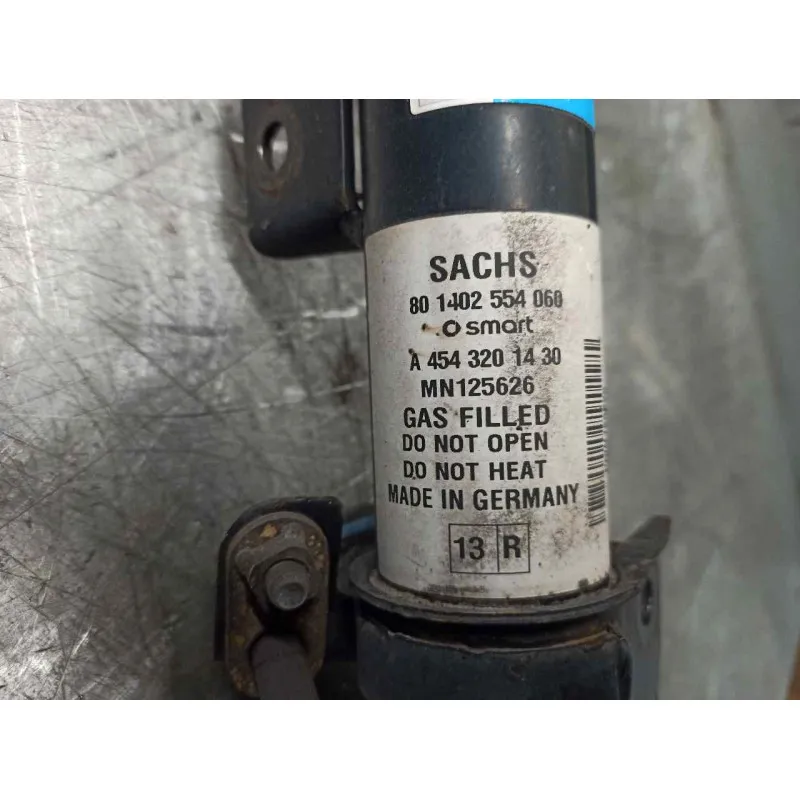 SACHS
80 1402 554 060
smart
A 454 320 14 30
MN125626
GAS FILLED
DO NOT OPEN
DO NOT HEAT
MADE IN GERMANY
13 R